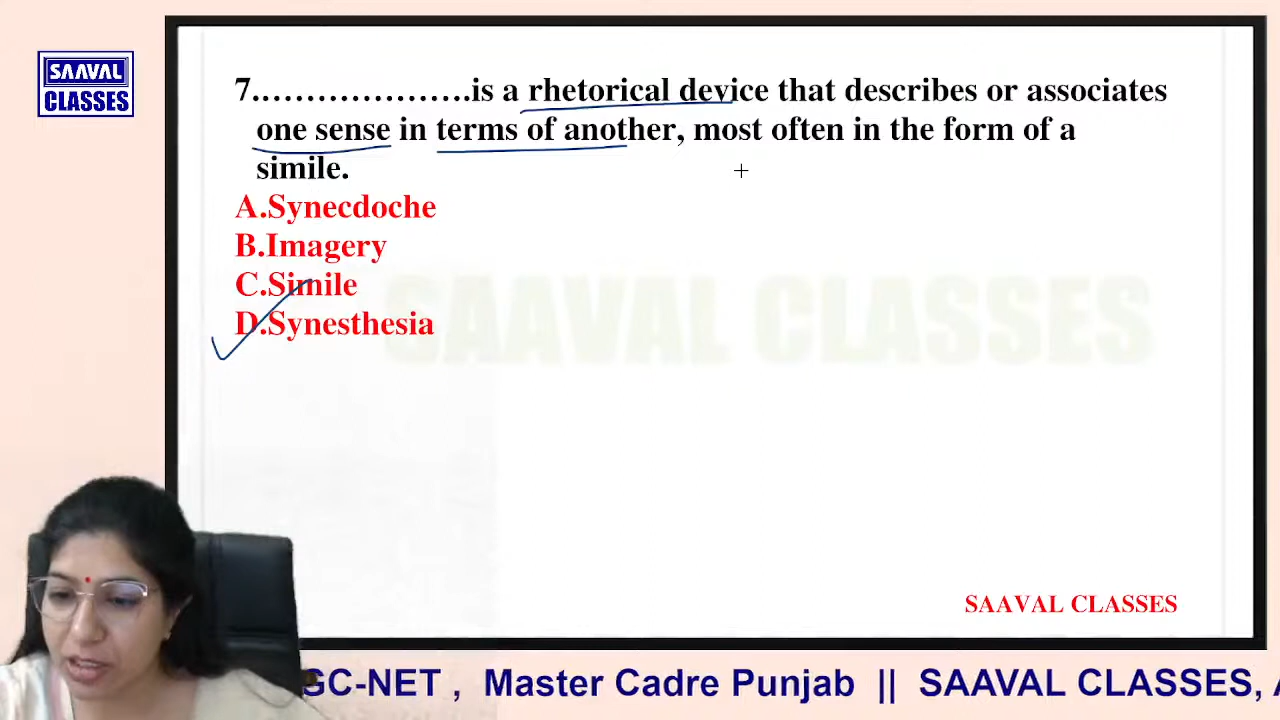 SAAVAL
CLASSES
7.....................is a rhetorical device that describes or associates
one sense in terms of another, most often in the form of a
simile.
A.Synecdoche
B.Imagery
C.Simile
D.Synesthesia
SAAVAL CLASSES
SAAVAL CLASSES
GC-NET , Master Cadre Punjab || SAAVAL CLASSES, A